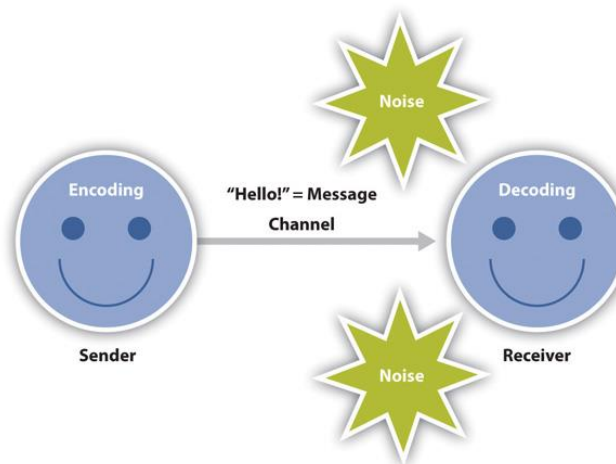 Noise
Encoding
"Hello!" = Message
Channel
Decoding
Sender
Receiver
Noise